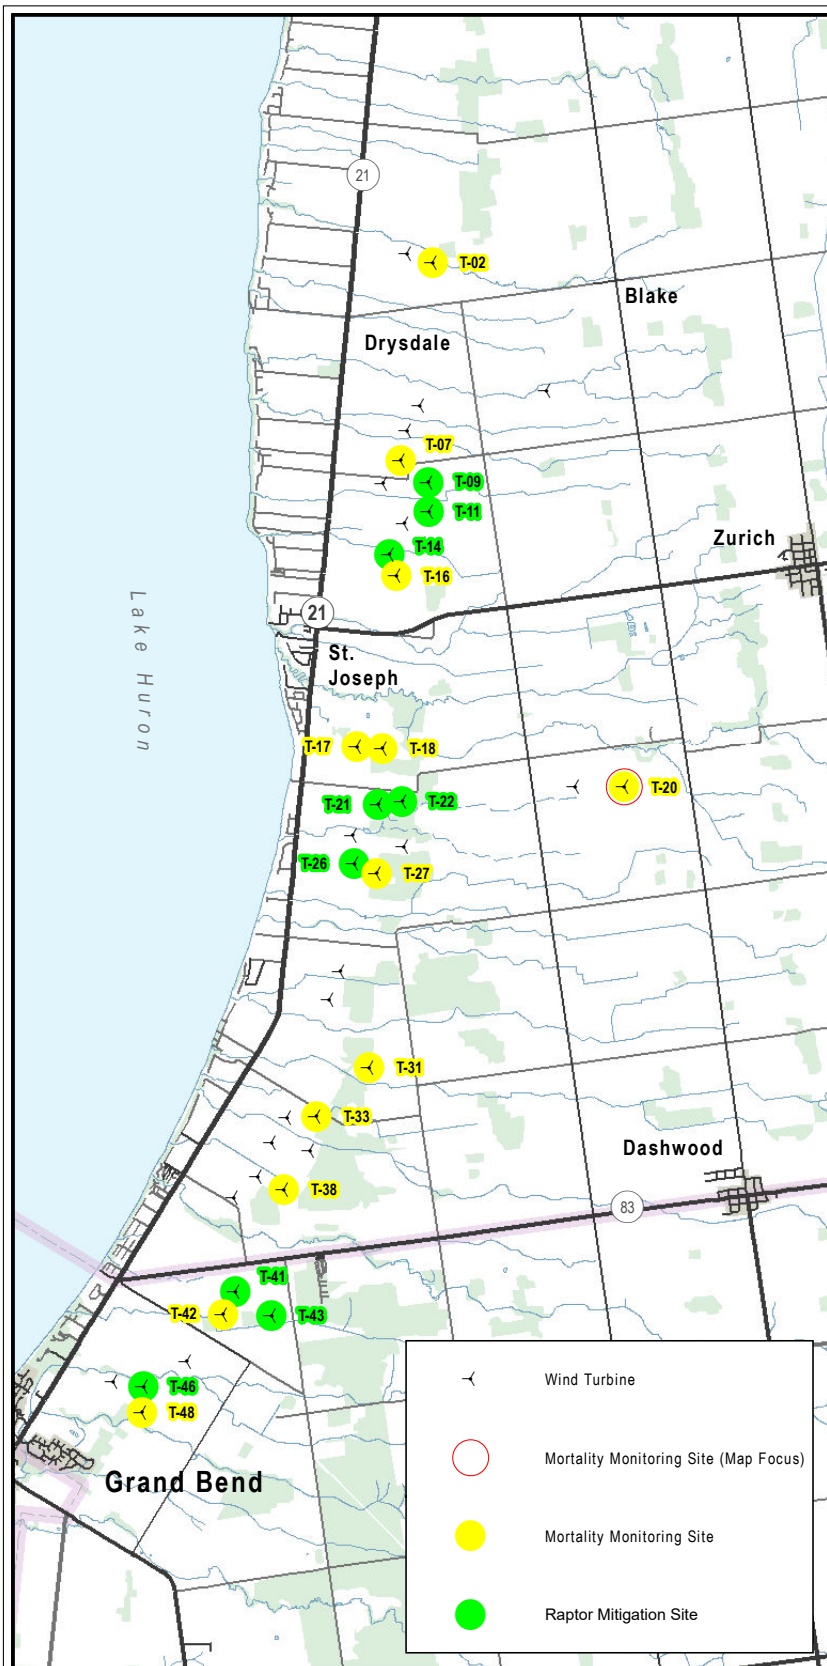 21
T-02
Blake
Drysdale
T-07
T-09
T-11
Zurich
T-14
T-16
Lake Huron
21
St.
Joseph
T-17
T-18
T-20
T-21
T-22
T-26
T-27
T-31
T-33
Dashwood
T-38
83
T-41
T-42
T-43
T-46
T-48
Grand Bend
Wind Turbine
Mortality Monitoring Site (Map Focus)
Mortality Monitoring Site
Raptor Mitigation Site